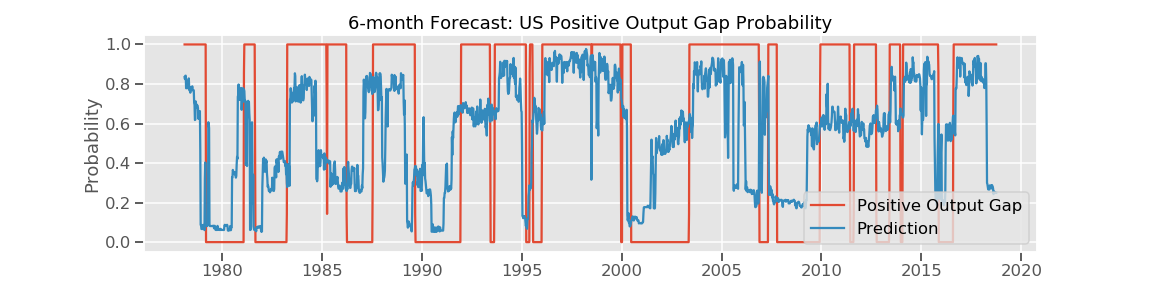 6-month Forecast: US Positive Output Gap Probability
Probability
1.0
0.8
0.6
0.4
0.2
0.0
Positive Output Gap
Prediction
1980 1985 1990 1995 2000 2005 2010 2015 2020